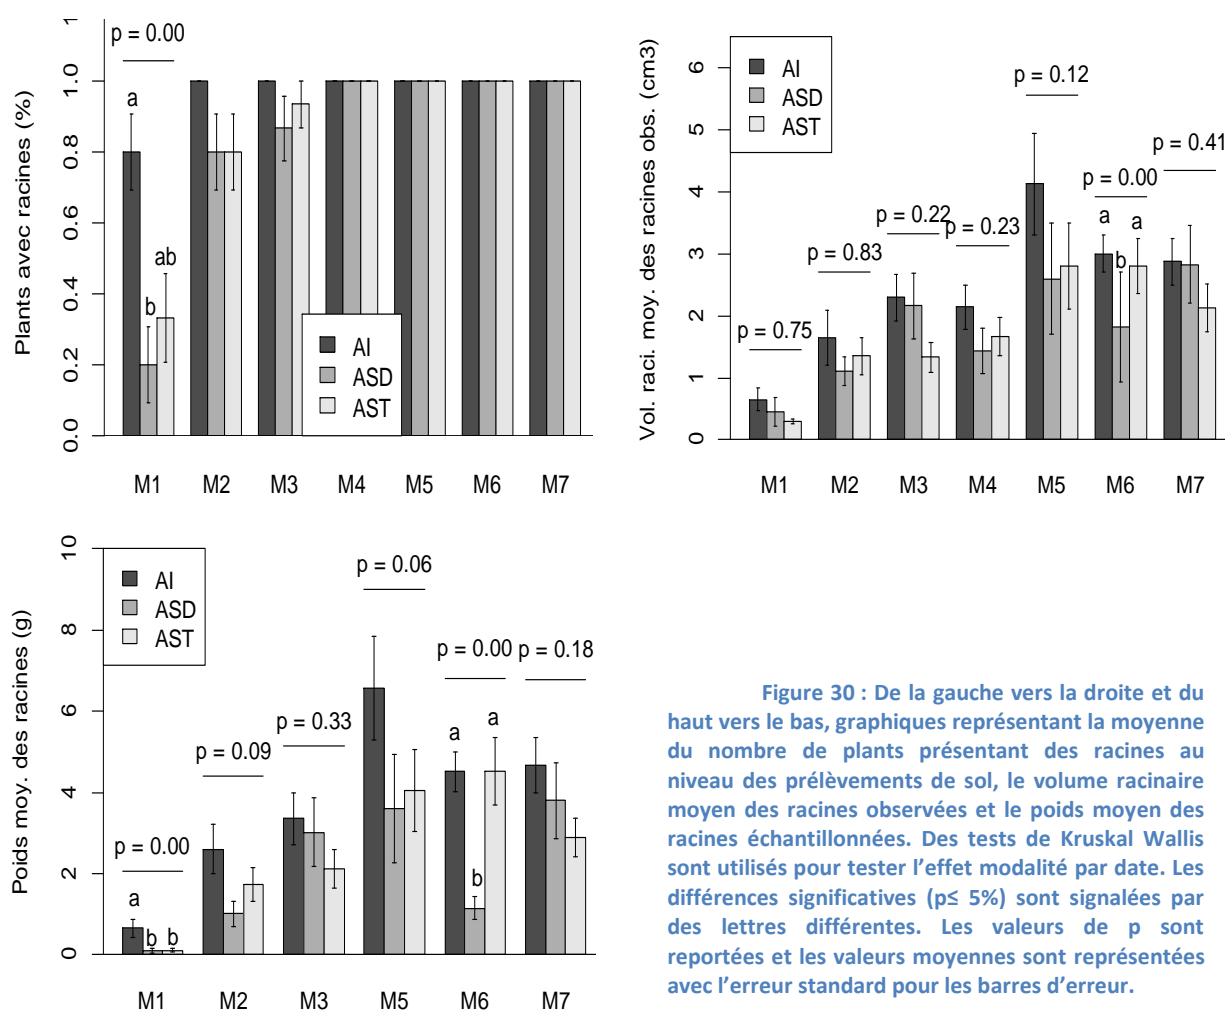 Plants avec racines (%)
0.0 0.2 0.4 0.6 0.8 1.0 1
p = 0.00
a
b
ab
AI
ASD
AST
M1 M2 M3 M4 M5 M6 M7
Vol. raci. moy. des racines obs. (cm3)
0 1 2 3 4 5 6
AI
ASD
AST
p = 0.75
p = 0.83
p = 0.22
p = 0.23
p = 0.12
p = 0.00
a
b
a
p = 0.41
M1 M2 M3 M4 M5 M6 M7
Poids moy. des racines (g)
0 2 4 6 8 10
AI
ASD
AST
p = 0.00
a
b b
p = 0.09
p = 0.33
p = 0.06
p = 0.00
a
b
a
p = 0.18
M1 M2 M3 M5 M6 M7
Figure 30 : De la gauche vers la droite et du
haut vers le bas, graphiques représentant la moyenne
du nombre de plants présentant des racines au
niveau des prélèvements de sol, le volume racinaire
moyen des racines observées et le poids moyen des
racines échantillonnées. Des tests de Kruskal Wallis
sont utilisés pour tester l'effet modalité par date. Les
différences significatives (p≤ 5%) sont signalées par
des lettres différentes. Les valeurs de p sont
reportées et les valeurs moyennes sont représentées
avec l'erreur standard pour les barres d'erreur.